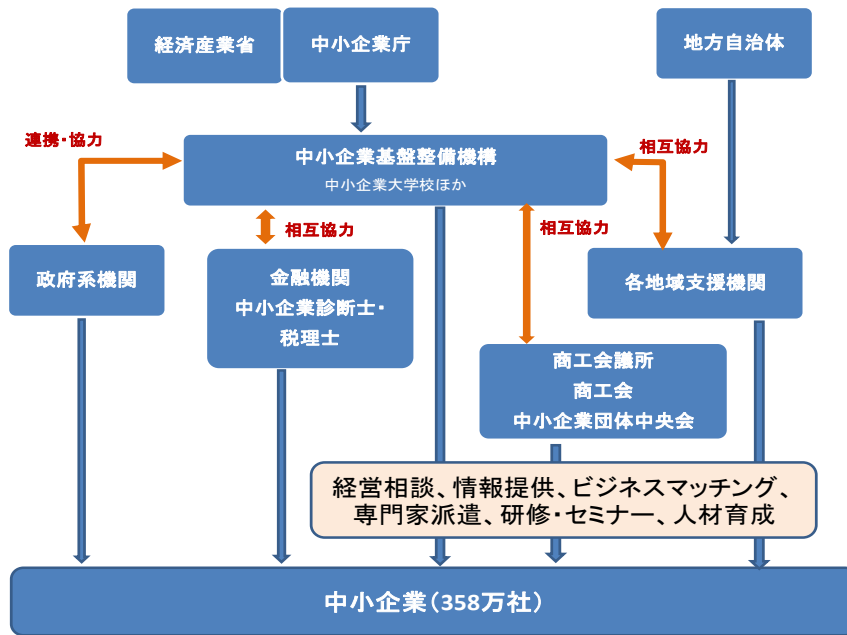 経済産業省
中小企業庁
地方自治体
連携・協力
中小企業基盤整備機構
中小企業大学校ほか
相互協力
相互協力
相互協力
政府系機関
金融機関
中小企業診断士・
税理士
各地域支援機関
商工会議所
商工会
中小企業団体中央会
経営相談、情報提供、ビジネスマッチング、
専門家派遣、研修・セミナー、人材育成
中小企業（358万社）